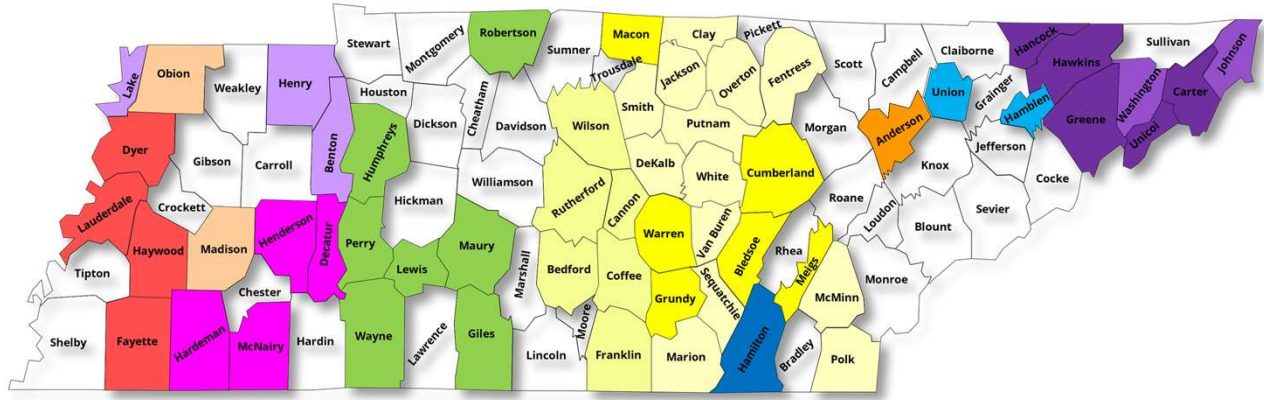 Lake
Obion
Weakley
Henry
Stewart
Montgomery
Robertson
Sumner
Macon
Trousdale
Clay
Pickett
Jackson
Overton
Fentress
Scott
Campbell
Claiborne
Hancock
Hawkins
Sullivan
Johnson
Washington
Carter
Unicoi
Greene
Hamblen
Grainger
Union
Anderson
Morgan
Jefferson
Knox
Cocke
Sevier
Blount
Loudon
Roane
Monroe
Dyer
Gibson
Carroll
Benton
Houston
Humphreys
Dickson
Cheatham
Davidson
Wilson
Smith
Putnam
DeKalb
White
Cumberland
Williamson
Rutherford
Cannon
Warren
Van Buren
Bledsoe
Rhea
Meigs
McMinn
Lauderdale
Crockett
Haywood
Madison
Henderson
Decatur
Perry
Hickman
Lewis
Maury
Marshall
Bedford
Coffee
Grundy
Sequatchie
Tipton
Chester
Shelby
Fayette
Hardeman
McNairy
Hardin
Wayne
Lawrence
Giles
Lincoln
Moore
Franklin
Marion
Hamilton
Bradley
Polk